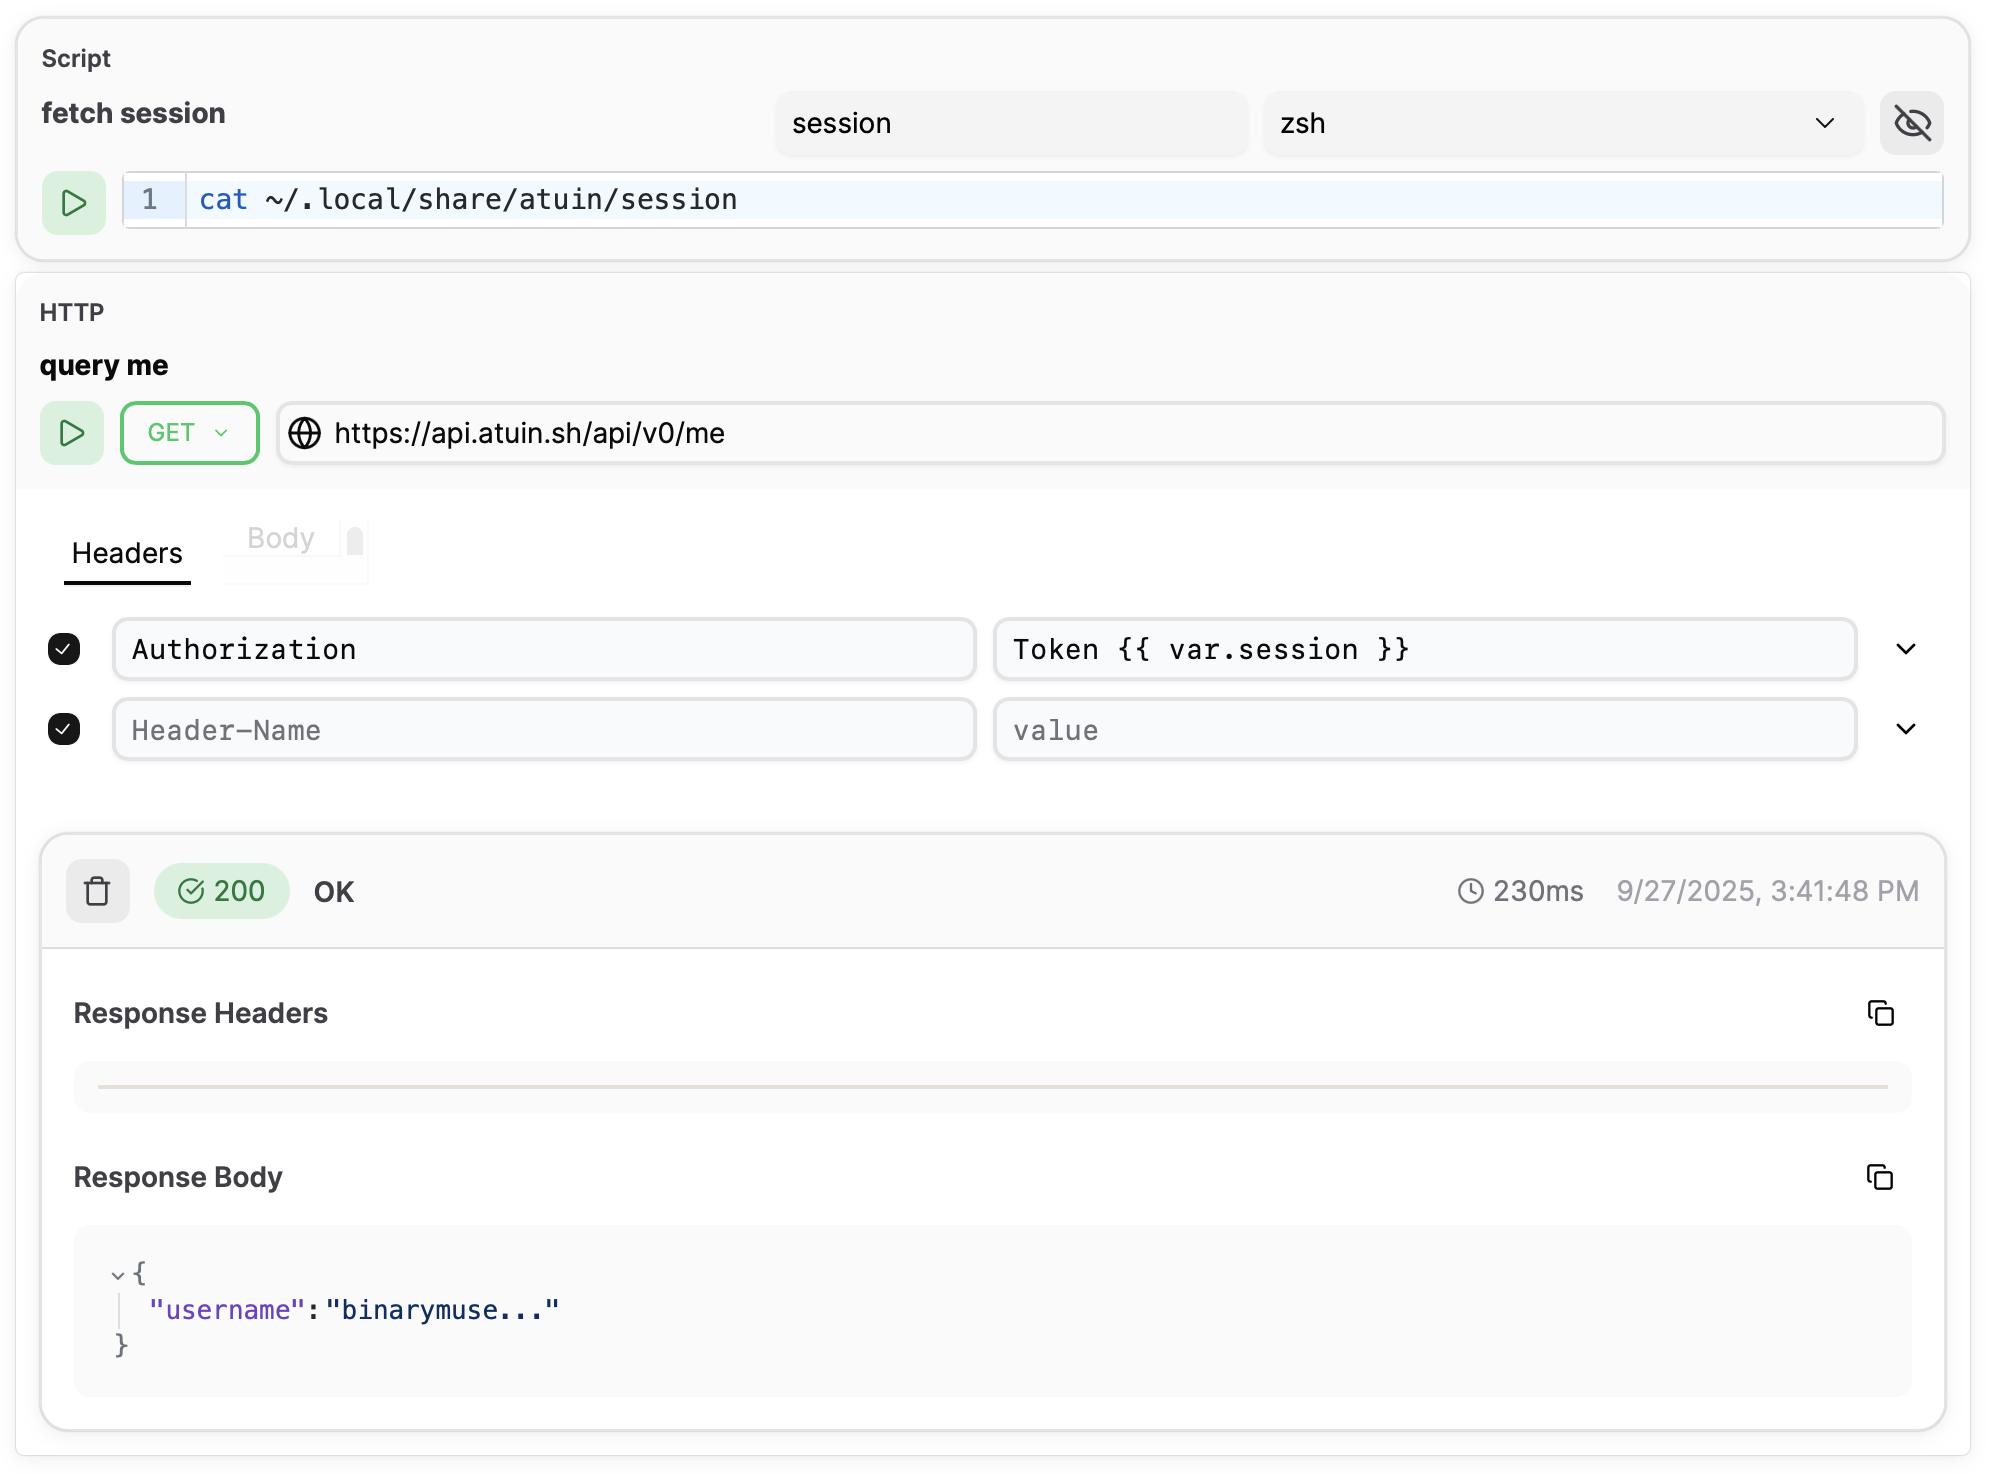 Script
fetch session
session
zsh
1 cat ~/.local/share/atuin/session
HTTP
query me
GET
https://api.atuin.sh/api/v0/me
Headers
Body
Authorization
Token {{ var.session }}
Header-Name
value
200 OK
230ms
9/27/2025, 3:41:48 PM
Response Headers
Response Body
{
"username":"binarymuse..."
}